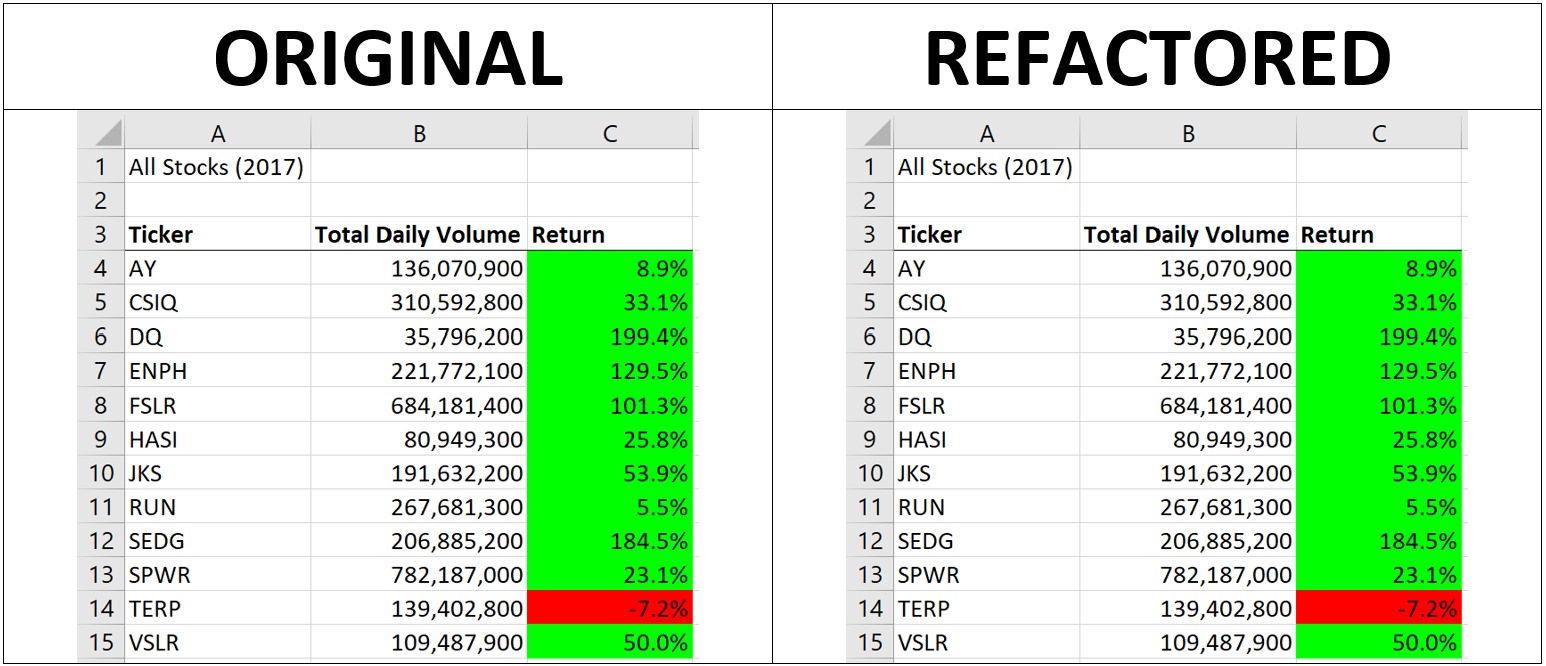 ORIGINAL REFACTORED
A B C A B C
1 All Stocks (2017) 1 All Stocks (2017)
2 2
3 Ticker Total Daily Volume Return 3 Ticker Total Daily Volume Return
4 AY 136,070,900 8.9% 4 AY 136,070,900 8.9%
5 CSIQ 310,592,800 33.1% 5 CSIQ 310,592,800 33.1%
6 DQ 35,796,200 199.4% 6 DQ 35,796,200 199.4%
7 ENPH 221,772,100 129.5% 7 ENPH 221,772,100 129.5%
8 FSLR 684,181,400 101.3% 8 FSLR 684,181,400 101.3%
9 HASI 80,949,300 25.8% 9 HASI 80,949,300 25.8%
10 JKS 191,632,200 53.9% 10 JKS 191,632,200 53.9%
11 RUN 267,681,300 5.5% 11 RUN 267,681,300 5.5%
12 SEDG 206,885,200 184.5% 12 SEDG 206,885,200 184.5%
13 SPWR 782,187,000 23.1% 13 SPWR 782,187,000 23.1%
14 TERP 139,402,800 -7.2% 14 TERP 139,402,800 -7.2%
15 VSLR 109,487,900 50.0% 15 VSLR 109,487,900 50.0%